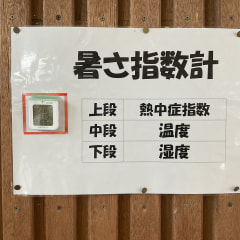 暑さ指数計
上段 熱中症指数
中段 温度
下段 湿度